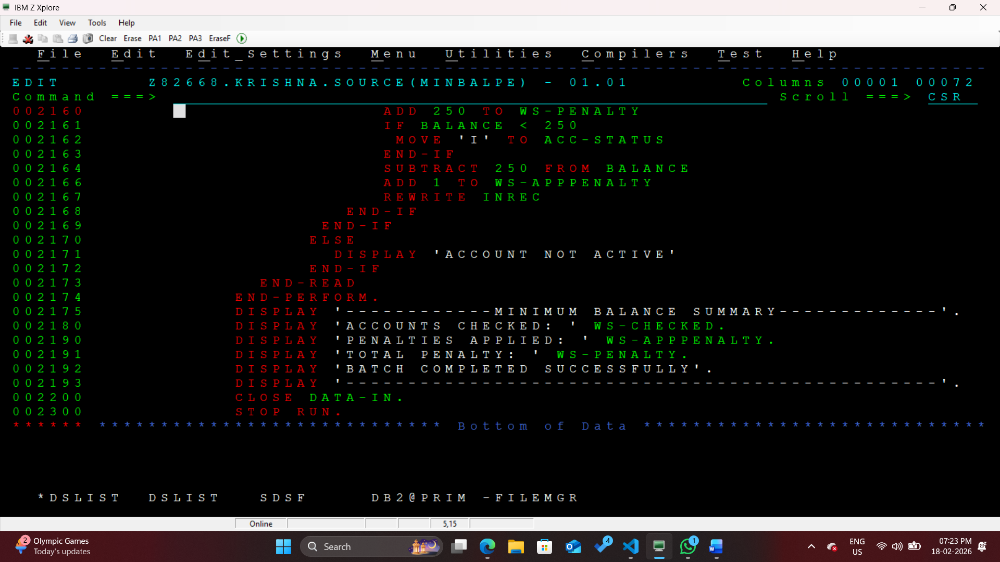 IBM Z Xplore
File Edit View Tools Help
Clear Erase PA1 PA2 PA3 EraseF
File Edit Edit_Settings Menu Utilities Compilers Test Help
EDIT Z82668.KRISHNA.SOURCE(MINBALPE) - 01.01 Columns 00001 00072
Command ===> Scroll ===> CSR
002160 ADD 250 TO WS-PENALTY
002161 IF BALANCE < 250
002162 MOVE 'I' TO ACC-STATUS
002163 END-IF
002164 SUBTRACT 250 FROM BALANCE
002166 ADD 1 TO WS-APPPENALTY
002167 REWRITE INREC
002168 END-IF
002169 END-IF
002170 ELSE
002171 DISPLAY 'ACCOUNT NOT ACTIVE'
002172 END-IF
002173 END-READ
002174 END-PERFORM.
002175 DISPLAY '------------MINIMUM BALANCE SUMMARY-------------'.
002180 DISPLAY 'ACCOUNTS CHECKED: ' WS-CHECKED.
002190 DISPLAY 'PENALTIES APPLIED: ' WS-APPPENALTY.
002191 DISPLAY 'TOTAL PENALTY: ' WS-PENALTY.
002192 DISPLAY 'BATCH COMPLETED SUCCESSFULLY'.
002193 DISPLAY '------------------------------------------------'.
002200 CLOSE DATA-IN.
002300 STOP RUN.
****** **************************** Bottom of Data ****************************
*DSLIST DSLIST SDSF DB2@PRIM -FILEMGR
Online 5,15
2 Olympic Games
Today's updates
Search
4
1
ENG
US
07:23 PM
18-02-2026